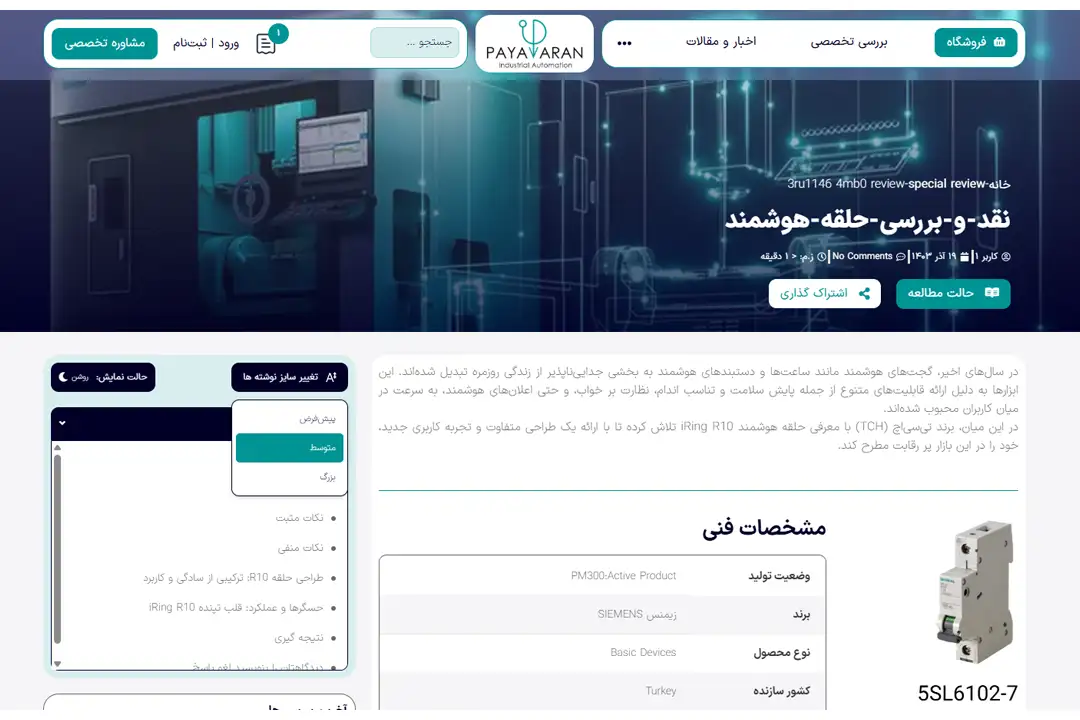 فروشگاه
بررسی تخصصی
اخبار و مقالات
•••
PAYAVARAN
Industrial Automation
جستجو ...
۱
ورود | ثبت‌نام
مشاوره تخصصی
خانه-special review-3ru1146 4mb0 review
نقد-و-بررسی-حلقه-هوشمند
کاربر ۱ | ۱۹ آذر ۱۴۰۳ | No Comments | ز.م: < ۱ دقیقه
حالت مطالعه
اشتراک گذاری
در سال‌های اخیر، گجت‌های هوشمند مانند ساعت‌ها و دستبندهای هوشمند به بخشی جدایی‌ناپذیر از زندگی روزمره تبدیل شده‌اند. این
ابزارها به دلیل ارائه قابلیت‌های متنوع از جمله پایش سلامت و تناسب اندام، نظارت بر خواب، و حتی اعلان‌های هوشمند، به سرعت در
میان کاربران محبوب شده‌اند.
در این میان، برند تی‌سی‌اچ (TCH) با معرفی حلقه هوشمند iRing R10 تلاش کرده تا با ارائه یک طراحی متفاوت و تجربه کاربری جدید،
خود را در این بازار پر رقابت مطرح کند.
مشخصات فنی
وضعیت تولید PM300:Active Product
برند زیمنس SIEMENS
نوع محصول Basic Devices
کشور سازنده Turkey
5SL6102-7
تغییر سایز نوشته ها
حالت نمایش: روشن
پیش‌فرض
متوسط
بزرگ
نکات مثبت
نکات منفی
طراحی حلقه R10: ترکیبی از سادگی و کاربرد
حسگرها و عملکرد: قلب تپنده iRing R10
نتیجه گیری
دیدگاهتان را بنویسید لغو پاسخ